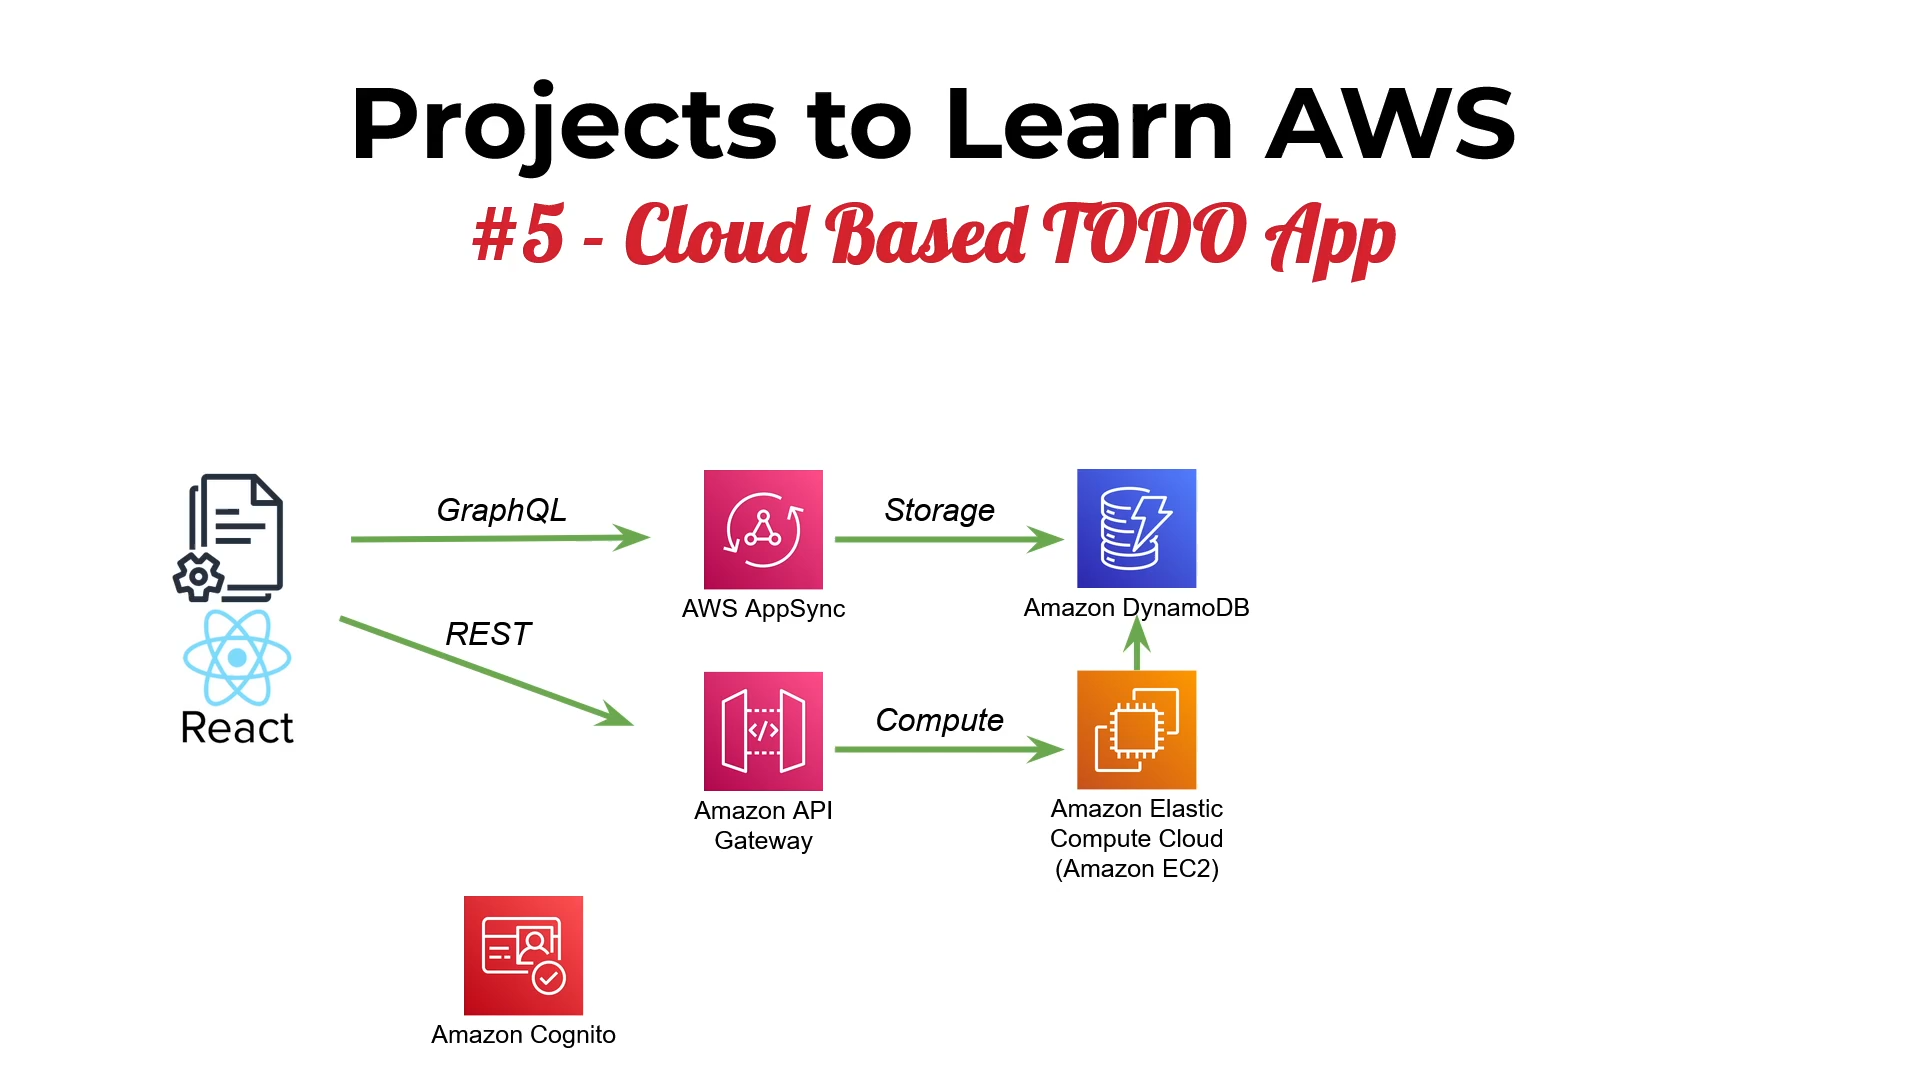 Projects to Learn AWS
#5 - Cloud Based TODO App
GraphQL
Storage
AWS AppSync
Amazon DynamoDB
REST
React
Compute
Amazon API
Gateway
Amazon Elastic
Compute Cloud
(Amazon EC2)
Amazon Cognito